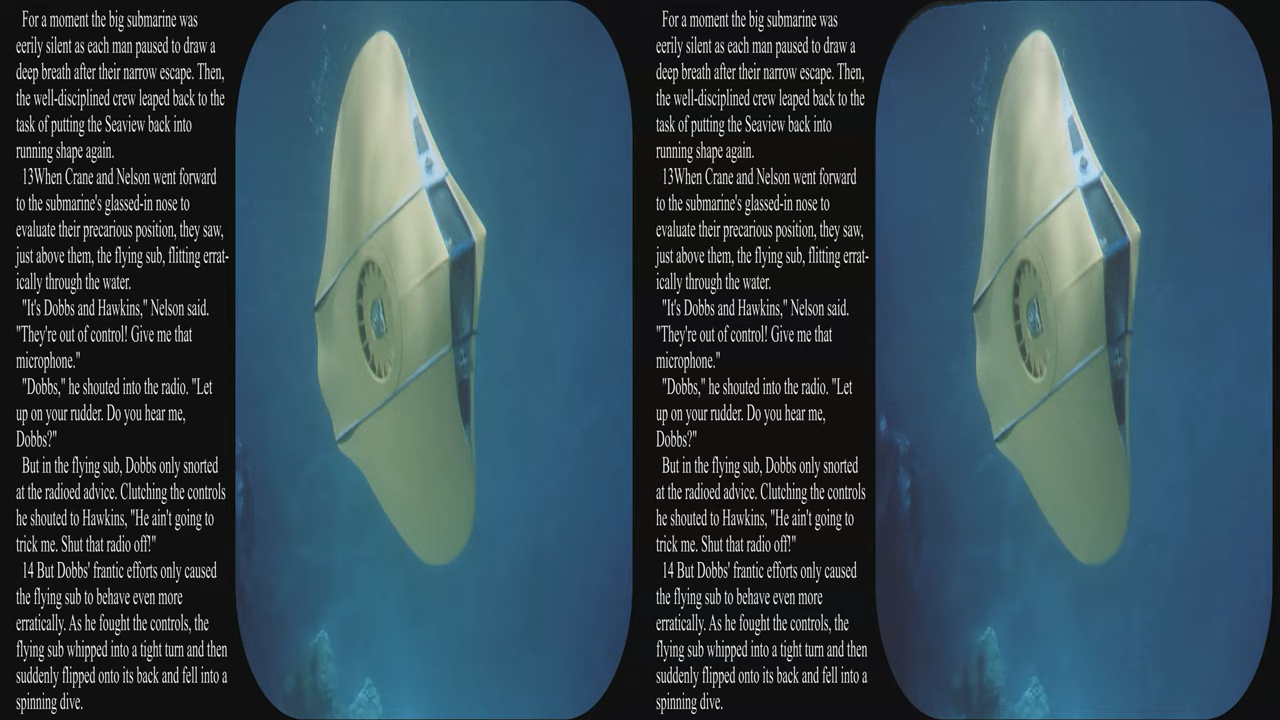 For a moment the big submarine was
eerily silent as each man paused to draw a
deep breath after their narrow escape. Then,
the well-disciplined crew leaped back to the
task of putting the Seaview back into
running shape again.
13When Crane and Nelson went forward
to the submarine's glassed-in nose to
evaluate their precarious position, they saw,
just above them, the flying sub, flitting errat-
ically through the water.
"It's Dobbs and Hawkins," Nelson said.
"They're out of control! Give me that
microphone."
"Dobbs," he shouted into the radio. "Let
up on your rudder. Do you hear me,
Dobbs?"
But in the flying sub, Dobbs only snorted
at the radioed advice. Clutching the controls
he shouted to Hawkins, "He ain't going to
trick me. Shut that radio off!"
14 But Dobbs' frantic efforts only caused
the flying sub to behave even more
erratically. As he fought the controls, the
flying sub whipped into a tight turn and then
suddenly flipped onto its back and fell into a
spinning dive.
For a moment the big submarine was
eerily silent as each man paused to draw a
deep breath after their narrow escape. Then,
the well-disciplined crew leaped back to the
task of putting the Seaview back into
running shape again.
13When Crane and Nelson went forward
to the submarine's glassed-in nose to
evaluate their precarious position, they saw,
just above them, the flying sub, flitting errat-
ically through the water.
"It's Dobbs and Hawkins," Nelson said.
"They're out of control! Give me that
microphone."
"Dobbs," he shouted into the radio. "Let
up on your rudder. Do you hear me,
Dobbs?"
But in the flying sub, Dobbs only snorted
at the radioed advice. Clutching the controls
he shouted to Hawkins, "He ain't going to
trick me. Shut that radio off!"
14 But Dobbs' frantic efforts only caused
the flying sub to behave even more
erratically. As he fought the controls, the
flying sub whipped into a tight turn and then
suddenly flipped onto its back and fell into a
spinning dive.